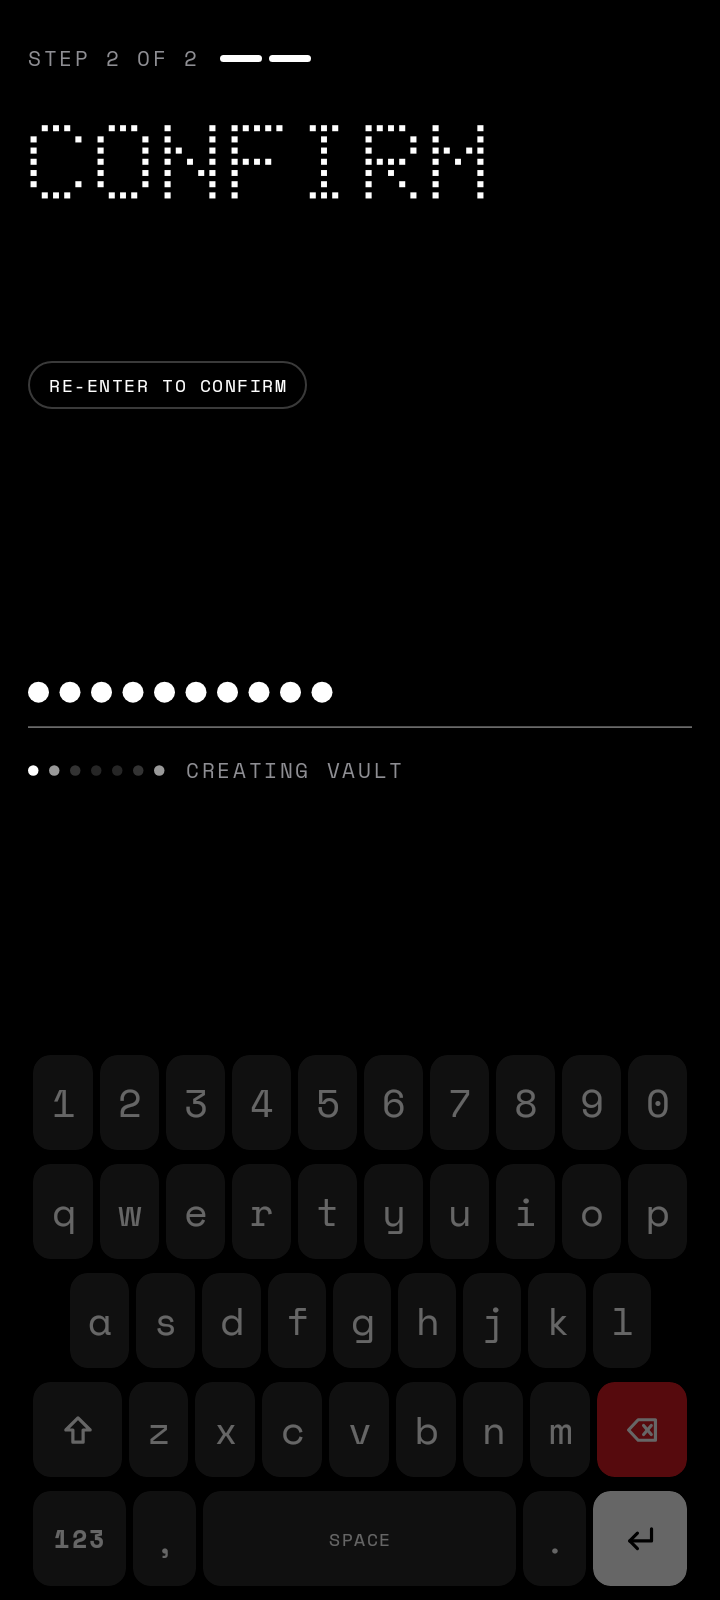 STEP 2 OF 2
CONFIRM
RE-ENTER TO CONFIRM
CREATING VAULT
1 2 3 4 5 6 7 8 9 0
q w e r t y u i o p
a s d f g h j k l
z x c v b n m
123 , SPACE .